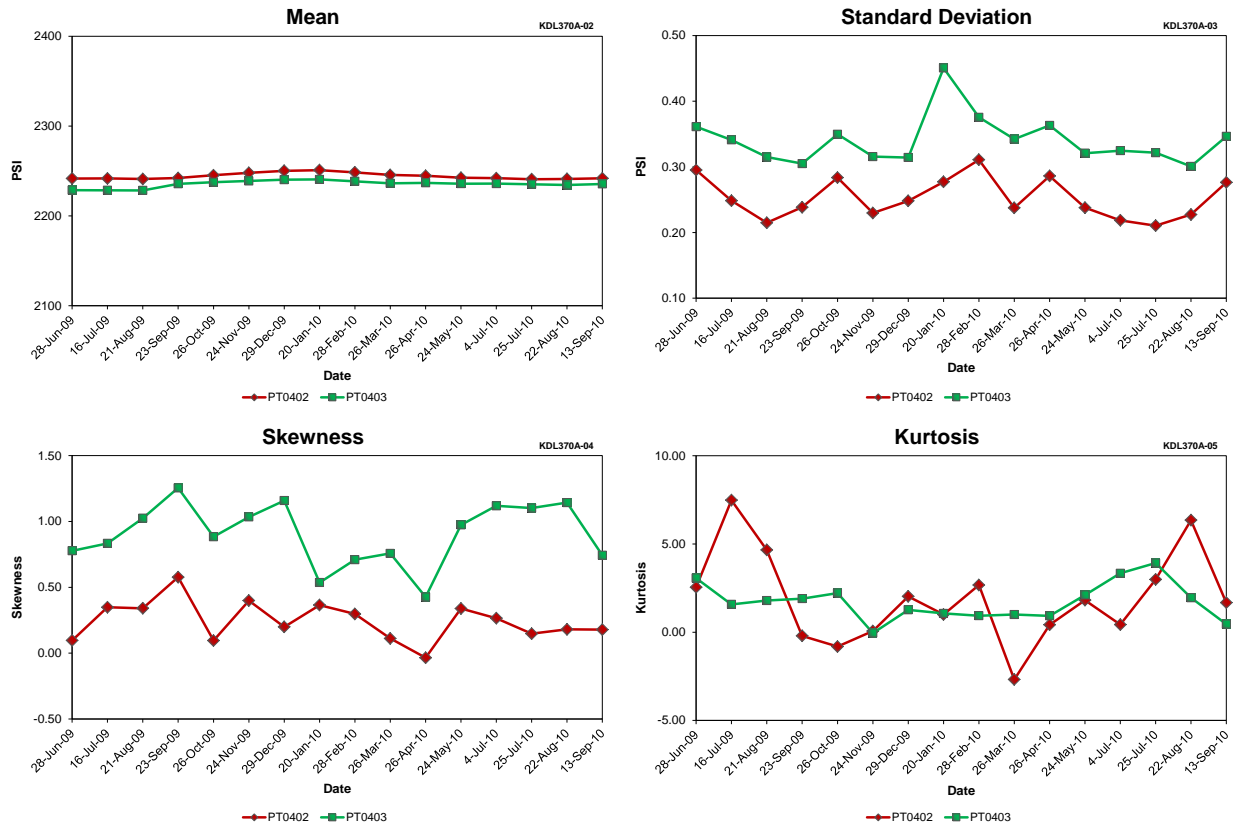 Mean
KDL370A-02
2400
2300
2200
2100
PSI
28-Jun-09
16-Jul-09
21-Aug-09
23-Sep-09
26-Oct-09
24-Nov-09
29-Dec-09
20-Jan-10
28-Feb-10
26-Mar-10
26-Apr-10
24-May-10
4-Jul-10
25-Jul-10
22-Aug-10
13-Sep-10
Date
PT0402 PT0403
Standard Deviation
KDL370A-03
0.50
0.40
0.30
0.20
0.10
PSI
28-Jun-09
16-Jul-09
21-Aug-09
23-Sep-09
26-Oct-09
24-Nov-09
29-Dec-09
20-Jan-10
28-Feb-10
26-Mar-10
26-Apr-10
24-May-10
4-Jul-10
25-Jul-10
22-Aug-10
13-Sep-10
Date
PT0402 PT0403
Skewness
KDL370A-04
1.50
1.00
0.50
0.00
-0.50
Skewness
28-Jun-09
16-Jul-09
21-Aug-09
23-Sep-09
26-Oct-09
24-Nov-09
29-Dec-09
20-Jan-10
28-Feb-10
26-Mar-10
26-Apr-10
24-May-10
4-Jul-10
25-Jul-10
22-Aug-10
13-Sep-10
Date
PT0402 PT0403
Kurtosis
KDL370A-05
10.00
5.00
0.00
-5.00
Kurtosis
28-Jun-09
16-Jul-09
21-Aug-09
23-Sep-09
26-Oct-09
24-Nov-09
29-Dec-09
20-Jan-10
28-Feb-10
26-Mar-10
26-Apr-10
24-May-10
4-Jul-10
25-Jul-10
22-Aug-10
13-Sep-10
Date
PT0402 PT0403